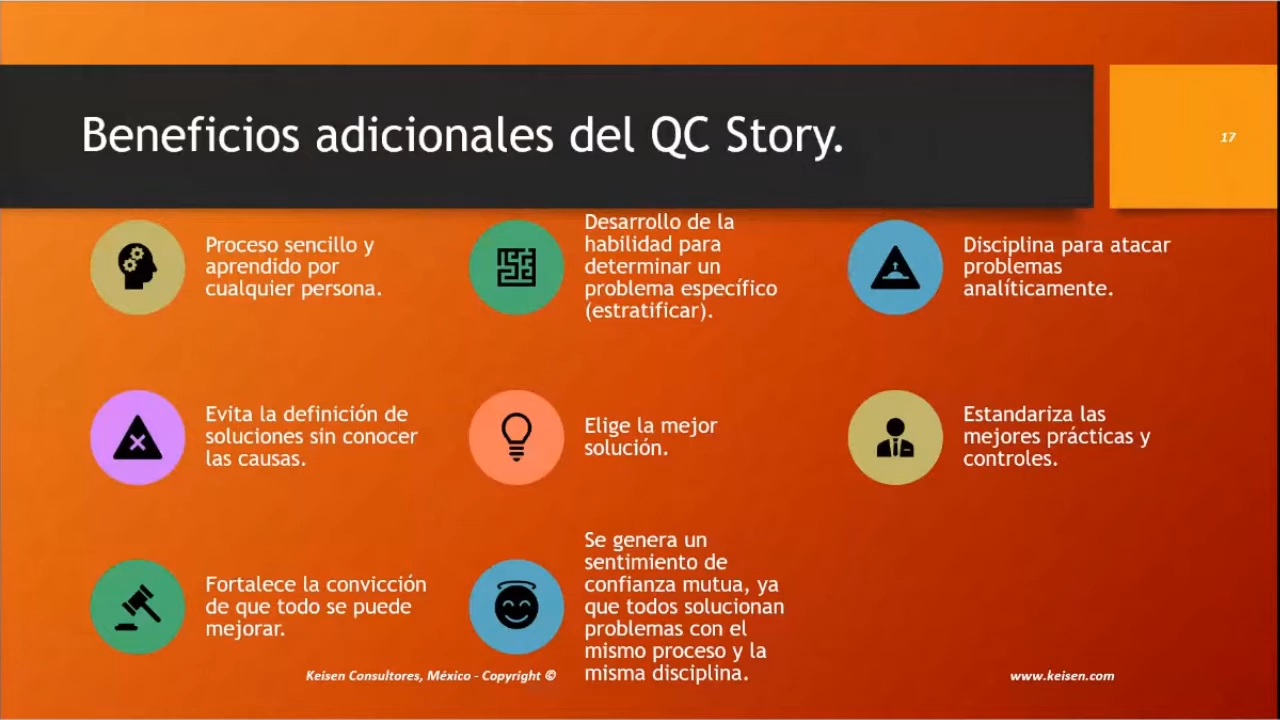 Beneficios adicionales del QC Story.
17
Proceso sencillo y
aprendido por
cualquier persona.
Desarrollo de la
habilidad para
determinar un
problema específico
(estratificar).
Disciplina para atacar
problemas
analíticamente.
Evita la definición de
soluciones sin conocer
las causas.
Elige la mejor
solución.
Estandariza las
mejores prácticas y
controles.
Fortalece la convicción
de que todo se puede
mejorar.
Se genera un
sentimiento de
confianza mutua, ya
que todos solucionan
problemas con el
mismo proceso y la
misma disciplina.
Keisen Consultores, México - Copyright ©
www.keisen.com